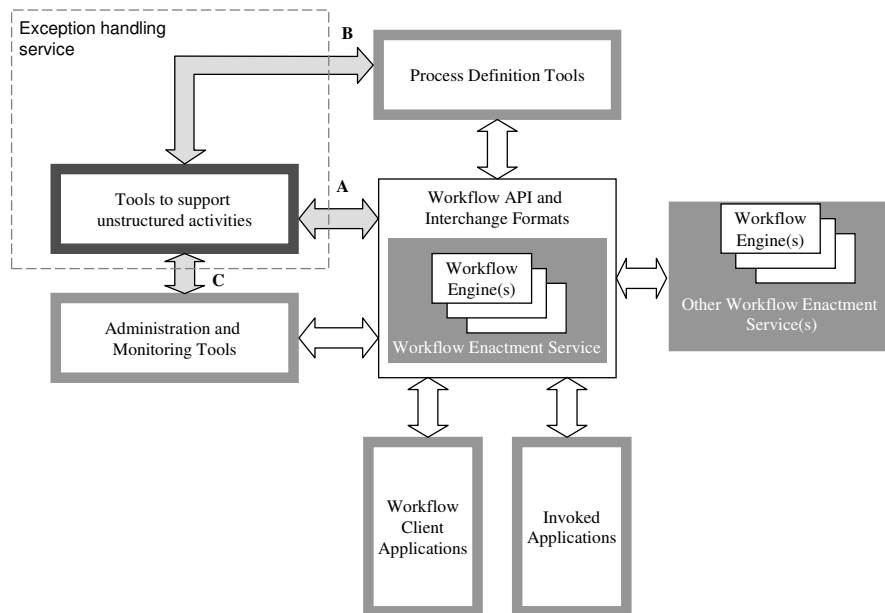 Exception handling
service
B
Process Definition Tools
Tools to support
unstructured activities
A
Workflow API and
Interchange Formats
Workflow
Engine(s)
Workflow Enactment Service
Workflow
Engine(s)
Other Workflow Enactment
Service(s)
C
Administration and
Monitoring Tools
Workflow
Client
Applications
Invoked
Applications